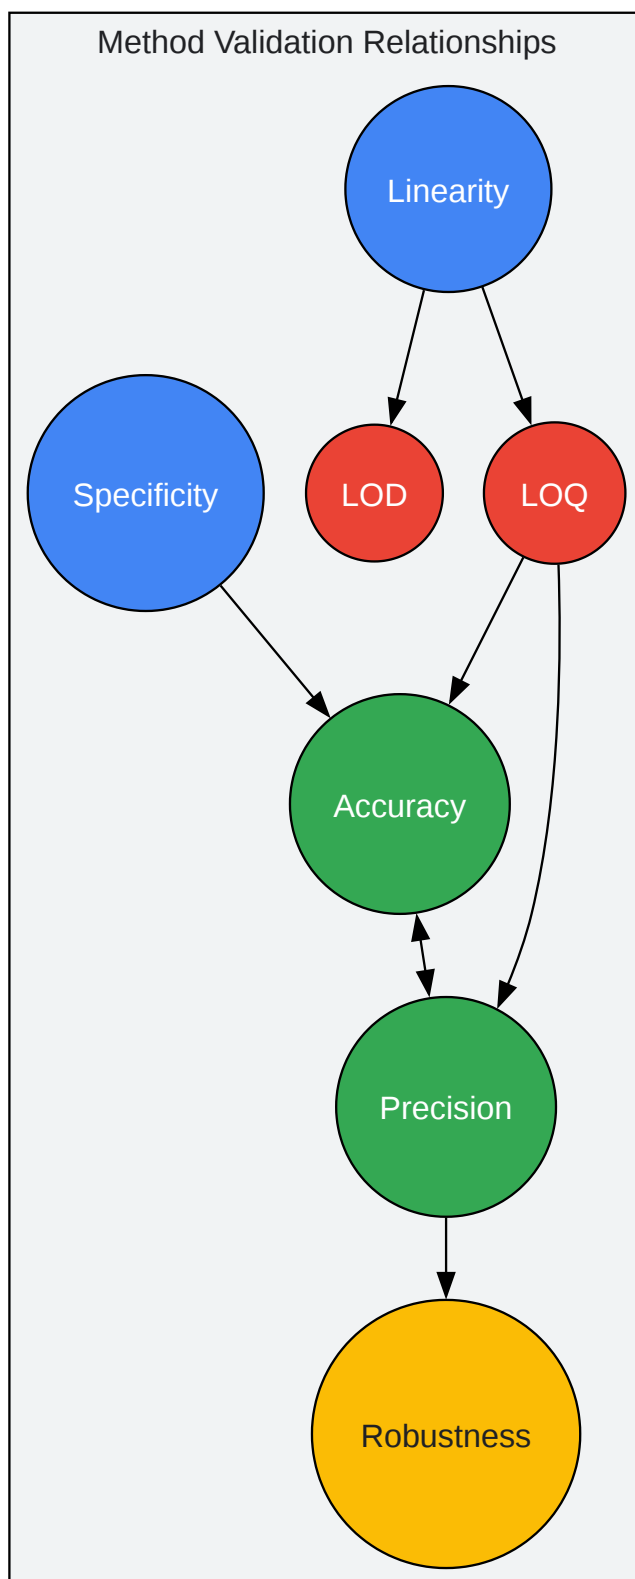 Method Validation Relationships
Linearity
Specificity
LOD
LOQ
Accuracy
Precision
Robustness